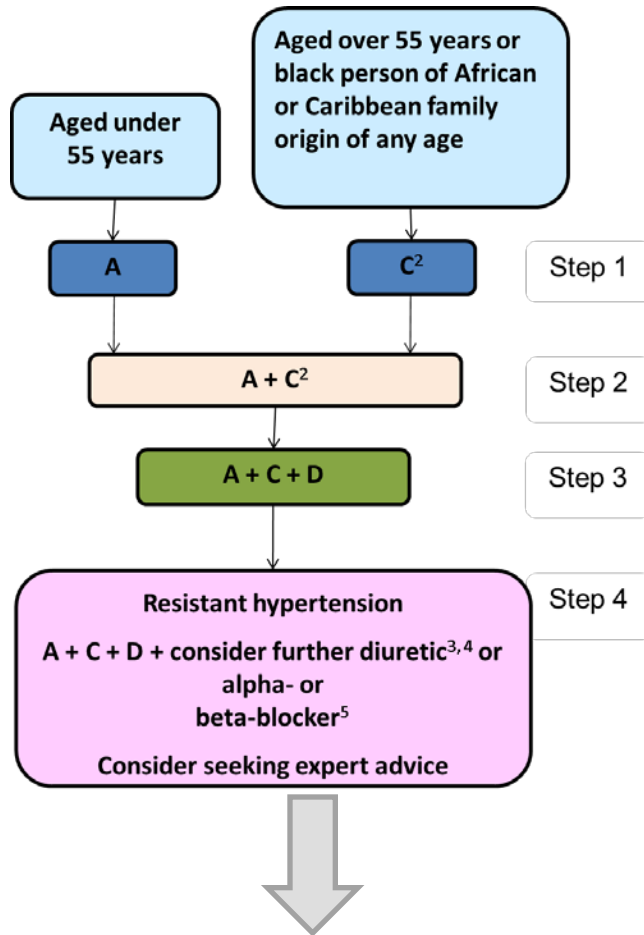 Aged under
55 years
Aged over 55 years or
black person of African
or Caribbean family
origin of any age
A
C²
Step 1
A + C²
Step 2
A + C + D
Step 3
Step 4
Resistant hypertension
A + C + D + consider further diuretic³,⁴ or
alpha- or
beta-blocker⁵
Consider seeking expert advice